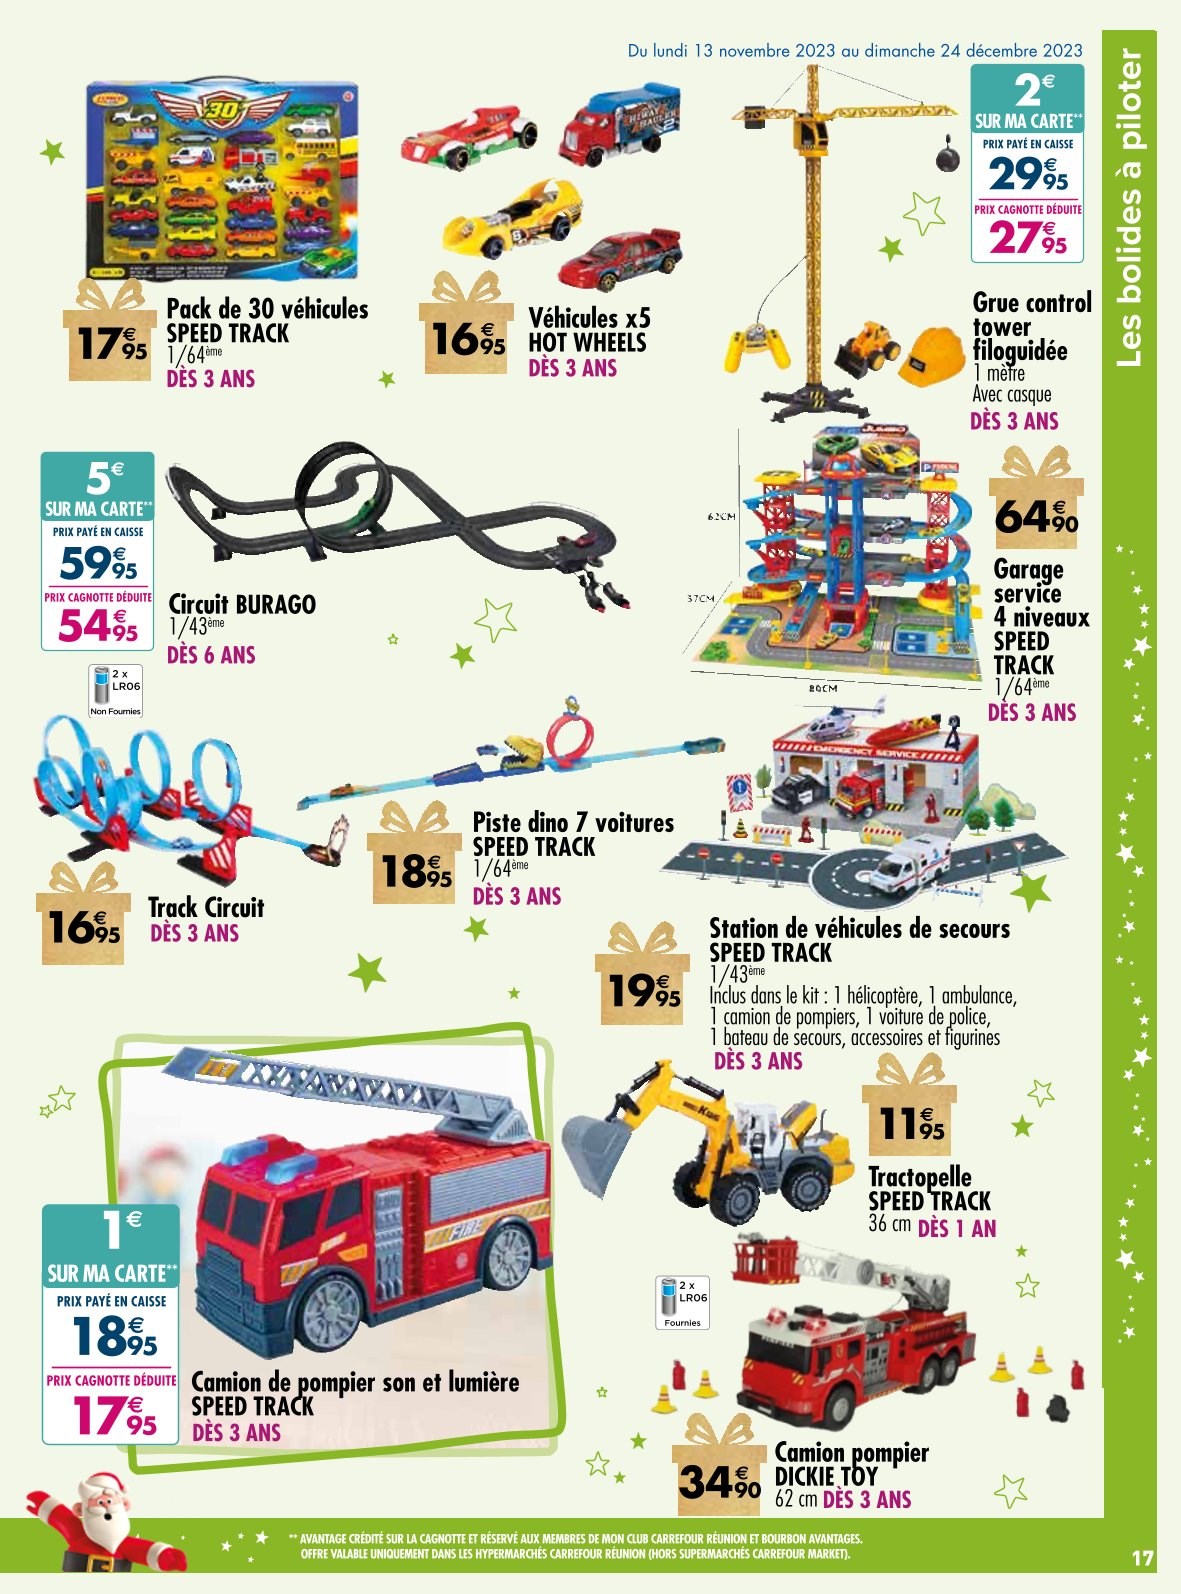 Du lundi 13 novembre 2023 au dimanche 24 décembre 2023
Les bolides à piloter
30
17€95
Pack de 30 véhicules
SPEED TRACK
1/64ème
DÈS 3 ANS
HIWAY
HAULER
2
16€95
Véhicules x5
HOT WHEELS
DÈS 3 ANS
2€
SUR MA CARTE**
PRIX PAYÉ EN CAISSE
29€95
PRIX CAGNOTTE DÉDUITE
27€95
Grue control
tower
filoguidée
1 mètre
Avec casque
DÈS 3 ANS
5€
SUR MA CARTE**
PRIX PAYÉ EN CAISSE
59€95
PRIX CAGNOTTE DÉDUITE
54€95
Circuit BURAGO
1/43ème
DÈS 6 ANS
2 x
LR06
Non Fournies
62CM
37CM
80CM
64€90
Garage
service
4 niveaux
SPEED
TRACK
1/64ème
DÈS 3 ANS
16€95
Track Circuit
DÈS 3 ANS
18€95
Piste dino 7 voitures
SPEED TRACK
1/64ème
DÈS 3 ANS
EMERGENCY SERVICE
19€95
Station de véhicules de secours
SPEED TRACK
1/43ème
Inclus dans le kit : 1 hélicoptère, 1 ambulance,
1 camion de pompiers, 1 voiture de police,
1 bateau de secours, accessoires et figurines
DÈS 3 ANS
11€95
Tractopelle
SPEED TRACK
36 cm DÈS 1 AN
FIRE
1€
SUR MA CARTE**
PRIX PAYÉ EN CAISSE
18€95
PRIX CAGNOTTE DÉDUITE
17€95
Camion de pompier son et lumière
SPEED TRACK
DÈS 3 ANS
2 x
LR06
Fournies
34€90
Camion pompier
DICKIE TOY
62 cm DÈS 3 ANS
** AVANTAGE CRÉDITÉ SUR LA CAGNOTTE ET RÉSERVÉ AUX MEMBRES DE MON CLUB CARREFOUR RÉUNION ET BOURBON AVANTAGES.
OFFRE VALABLE UNIQUEMENT DANS LES HYPERMARCHÉS CARREFOUR RÉUNION (HORS SUPERMARCHÉS CARREFOUR MARKET).
17